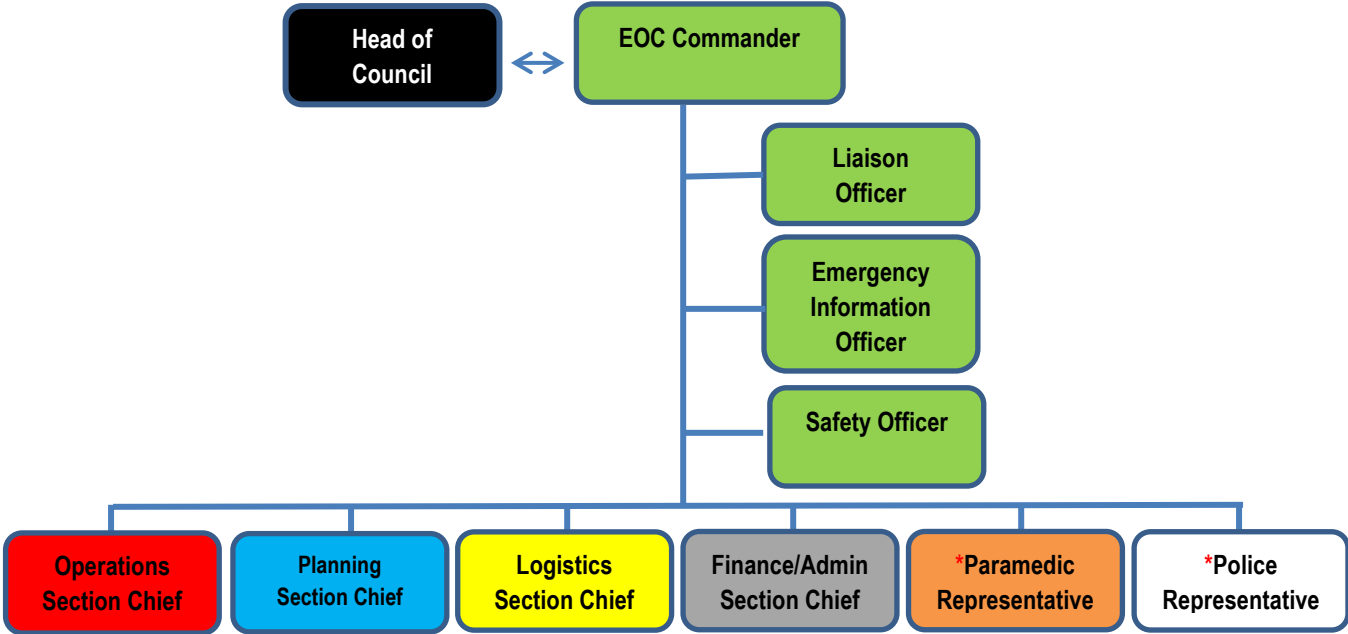 Head of
Council
EOC Commander
Liaison
Officer
Emergency
Information
Officer
Safety Officer
Operations
Section Chief
Planning
Section Chief
Logistics
Section Chief
Finance/Admin
Section Chief
*Paramedic
Representative
*Police
Representative